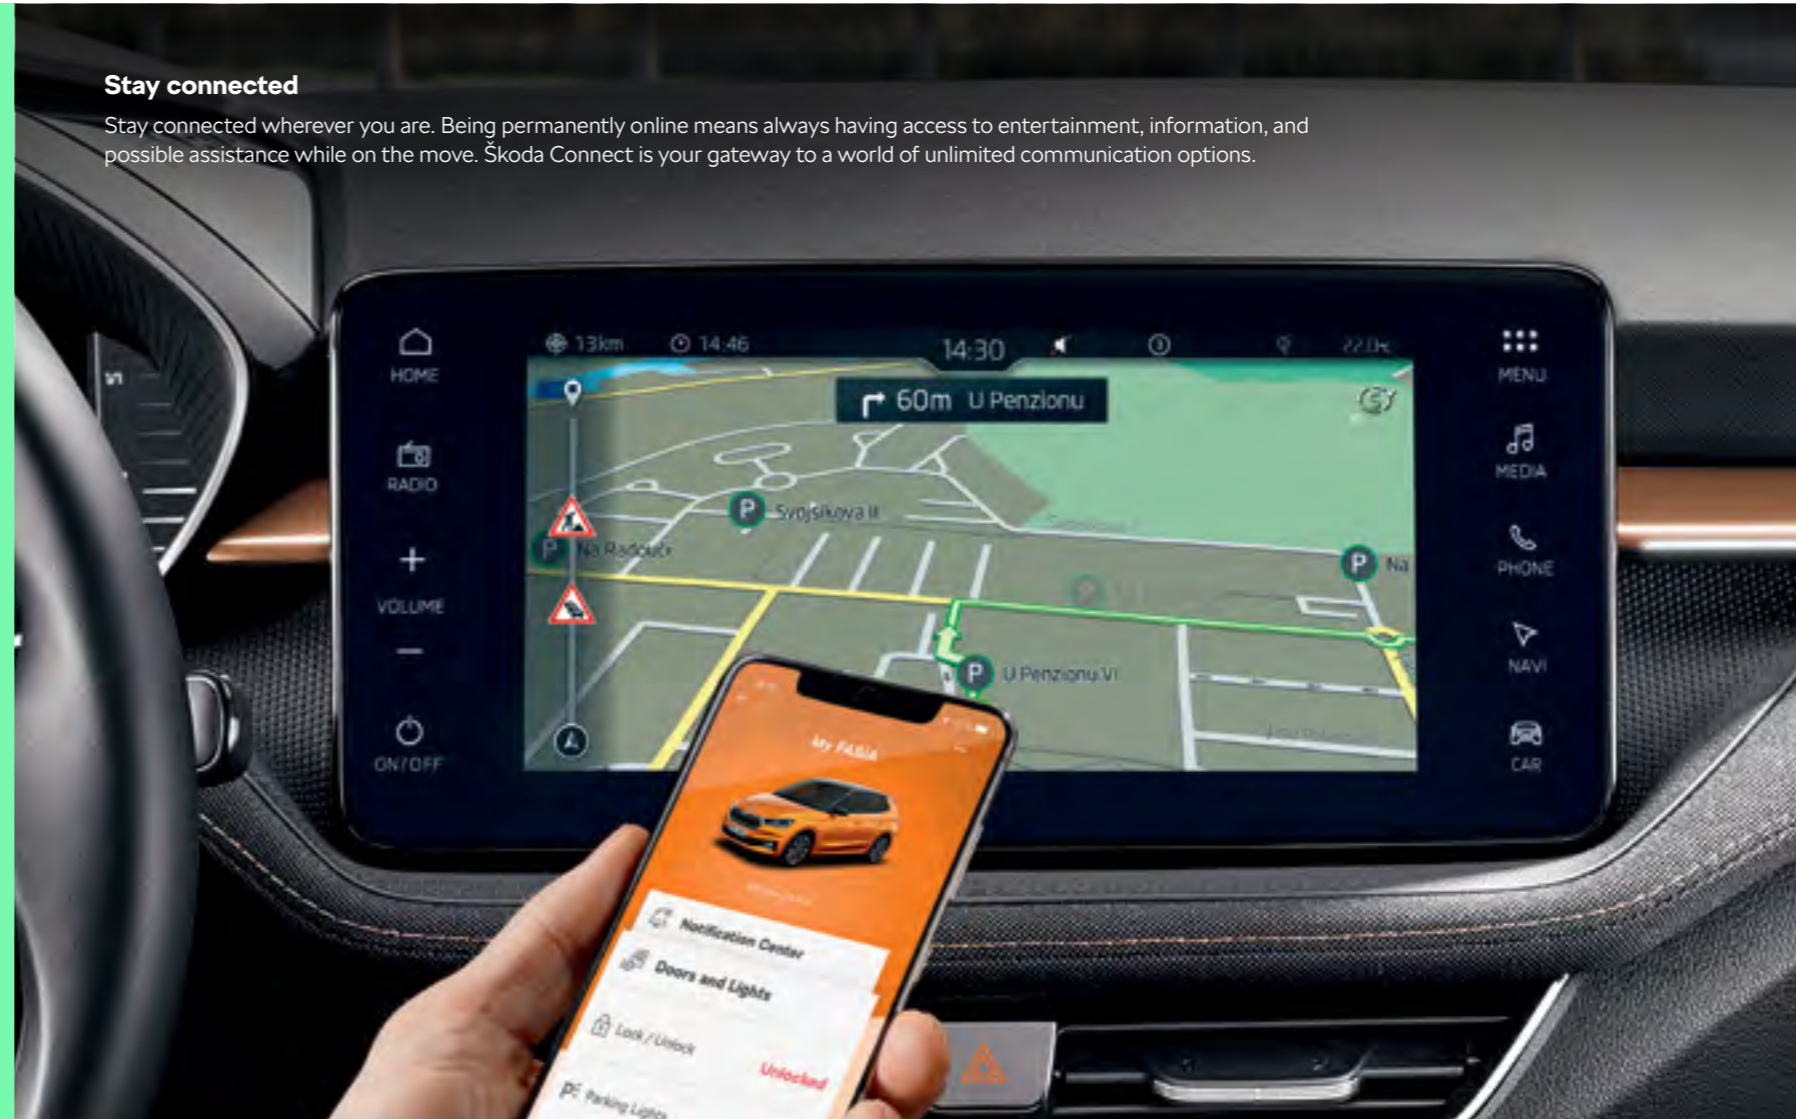 Stay connected
Stay connected wherever you are. Being permanently online means always having access to entertainment, information, and
possible assistance while on the move. Škoda Connect is your gateway to a world of unlimited communication options.
HOME
RADIO
VOLUME
ON/OFF
13km 14:46 14:30
60m U Penzionu
P Svojsíkova II
P Na Radouči
P Na
P U Penzionu VI
MENU
MEDIA
PHONE
NAVI
CAR
My FABIA
Notification Center
Doors and Lights
Lock / Unlock
Unlocked
Parking Lights